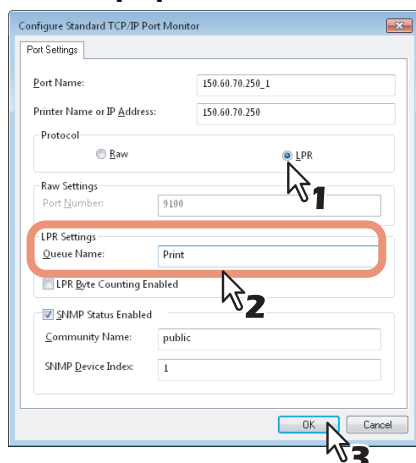 Configure Standard TCP/IP Port Monitor
Port Settings
Port Name: 150.60.70.250_1
Printer Name or IP Address: 150.60.70.250
Protocol
Raw LPR
1
Raw Settings
Port Number: 9100
LPR Settings
Queue Name: Print
LPR Byte Counting Enabled
2
SNMP Status Enabled
Community Name: public
SNMP Device Index: 1
OK Cancel
3